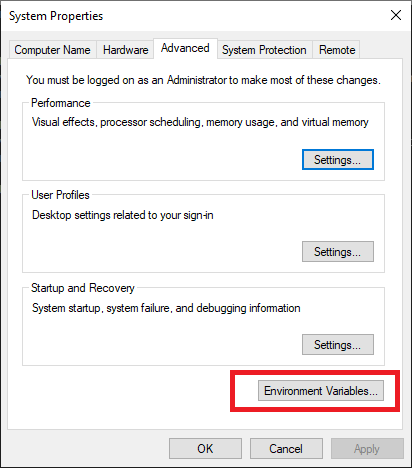 System Properties
Computer Name Hardware Advanced System Protection Remote
You must be logged on as an Administrator to make most of these changes.
Performance
Visual effects, processor scheduling, memory usage, and virtual memory
Settings...
User Profiles
Desktop settings related to your sign-in
Settings...
Startup and Recovery
System startup, system failure, and debugging information
Settings...
Environment Variables...
OK Cancel Apply